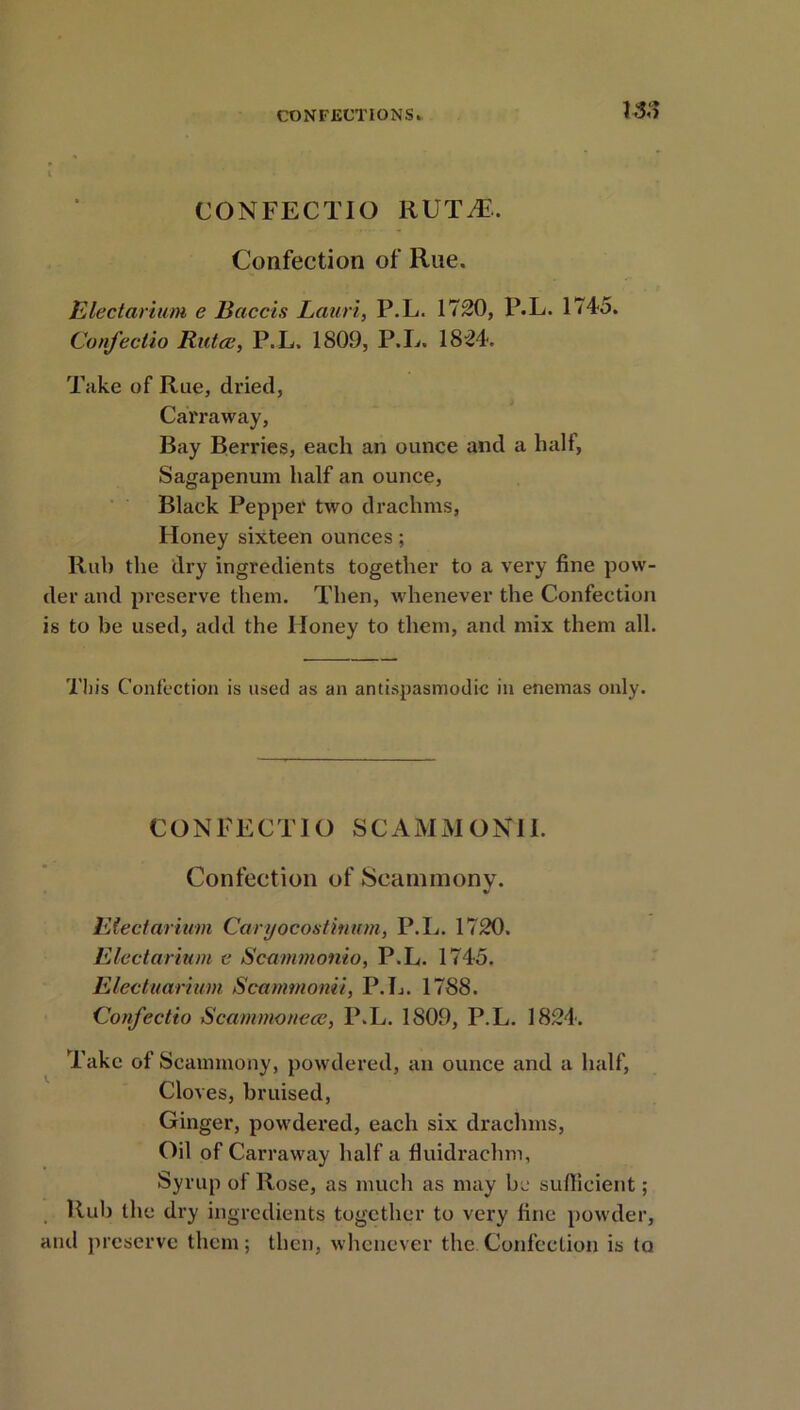 CONFECTIONS.
133
CONFECTIO RUTÆ.
Confection of Rue.
Electarium e Baccis Lauri, P.L. 1720, P.L. 1745.
Confectio Rutæ, P.L. 1809, P.L. 1824.
Take of Rue, dried,
Carraway,
Bay Berries, each an ounce and a half,
Sagapenum half an ounce,
Black Pepper two drachms,
Honey sixteen ounces;
Rub the dry ingredients together to a very fine pow-
der and preserve them. Then, whenever the Confection
is to be used, add the Honey to them, and mix them all.
This Confection is used as an antispasmodic in enemas only.
CONFECTIO SCAMMONII.
Confection of Scammony.
Electarium Caryocostinum, P.L. 1720.
Electarium e Scammonio, P.L. 1745.
Electuarium Scammonii, P.L. 1788.
Confectio Scammoneæ, P.L. 1809, P.L. 1824.
Take of Scammony, powdered, an ounce and a half,
Cloves, bruised,
Ginger, powdered, each six drachms,
Oil of Carraway half a fluidrachm,
Syrup of Rose, as much as may be sufficient;
Rub the dry ingredients together to very fine powder,
and preserve them; then, whenever the Confection is to